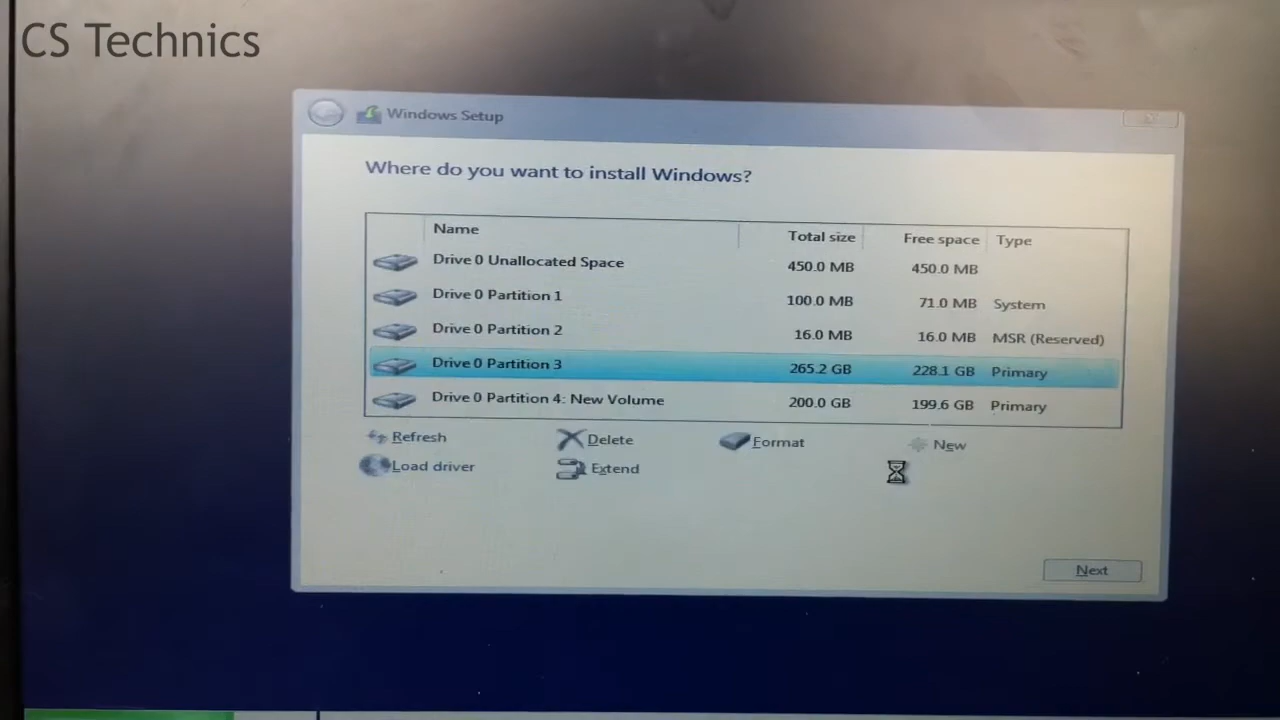 CS Technics
Windows Setup
Where do you want to install Windows?
Name Total size Free space Type
Drive 0 Unallocated Space 450.0 MB 450.0 MB
Drive 0 Partition 1 100.0 MB 71.0 MB System
Drive 0 Partition 2 16.0 MB 16.0 MB MSR (Reserved)
Drive 0 Partition 3 265.2 GB 228.1 GB Primary
Drive 0 Partition 4: New Volume 200.0 GB 199.6 GB Primary
Refresh Delete Format New
Load driver Extend
Next